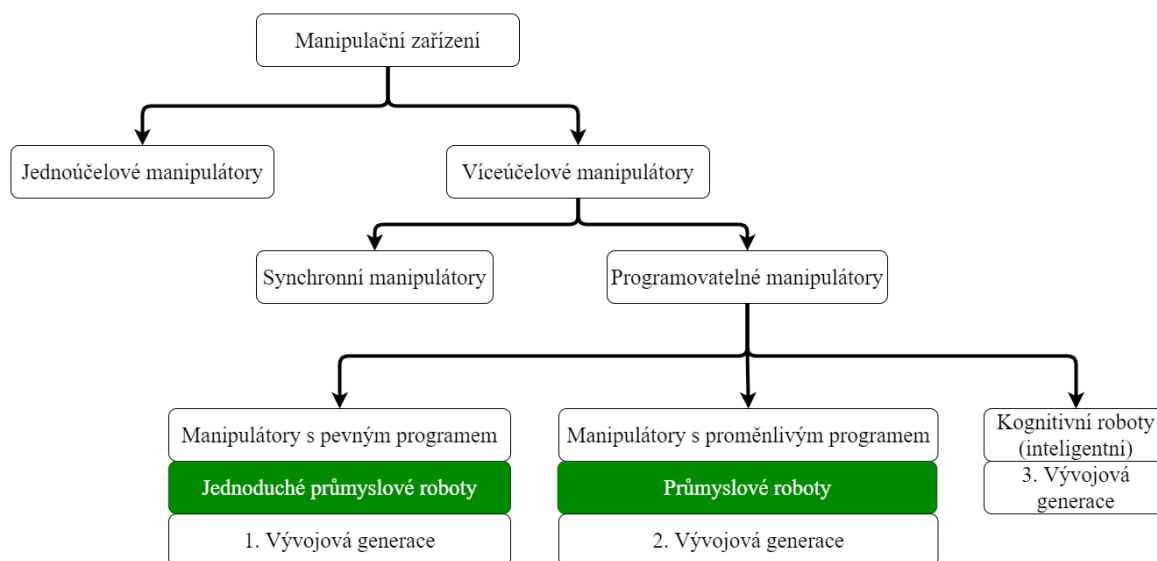 Manipulační zařízení
Jednoúčelové manipulátory
Víceúčelové manipulátory
Synchronní manipulátory
Programovatelné manipulátory
Manipulátory s pevným programem
Jednoduché průmyslové roboty
1. Vývojová generace
Manipulátory s proměnlivým programem
Průmyslové roboty
2. Vývojová generace
Kognitivní roboty
(inteligentní)
3. Vývojová
generace